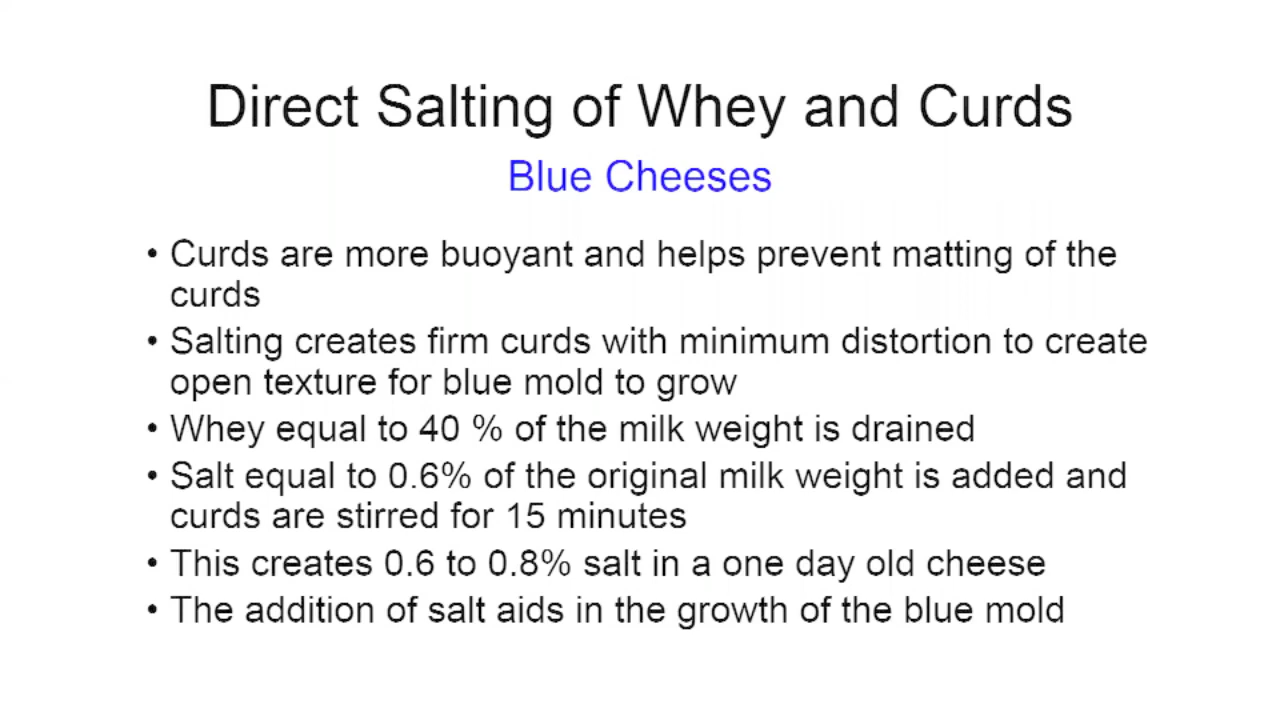 Direct Salting of Whey and Curds
Blue Cheeses
• Curds are more buoyant and helps prevent matting of the
curds
• Salting creates firm curds with minimum distortion to create
open texture for blue mold to grow
• Whey equal to 40 % of the milk weight is drained
• Salt equal to 0.6% of the original milk weight is added and
curds are stirred for 15 minutes
• This creates 0.6 to 0.8% salt in a one day old cheese
• The addition of salt aids in the growth of the blue mold